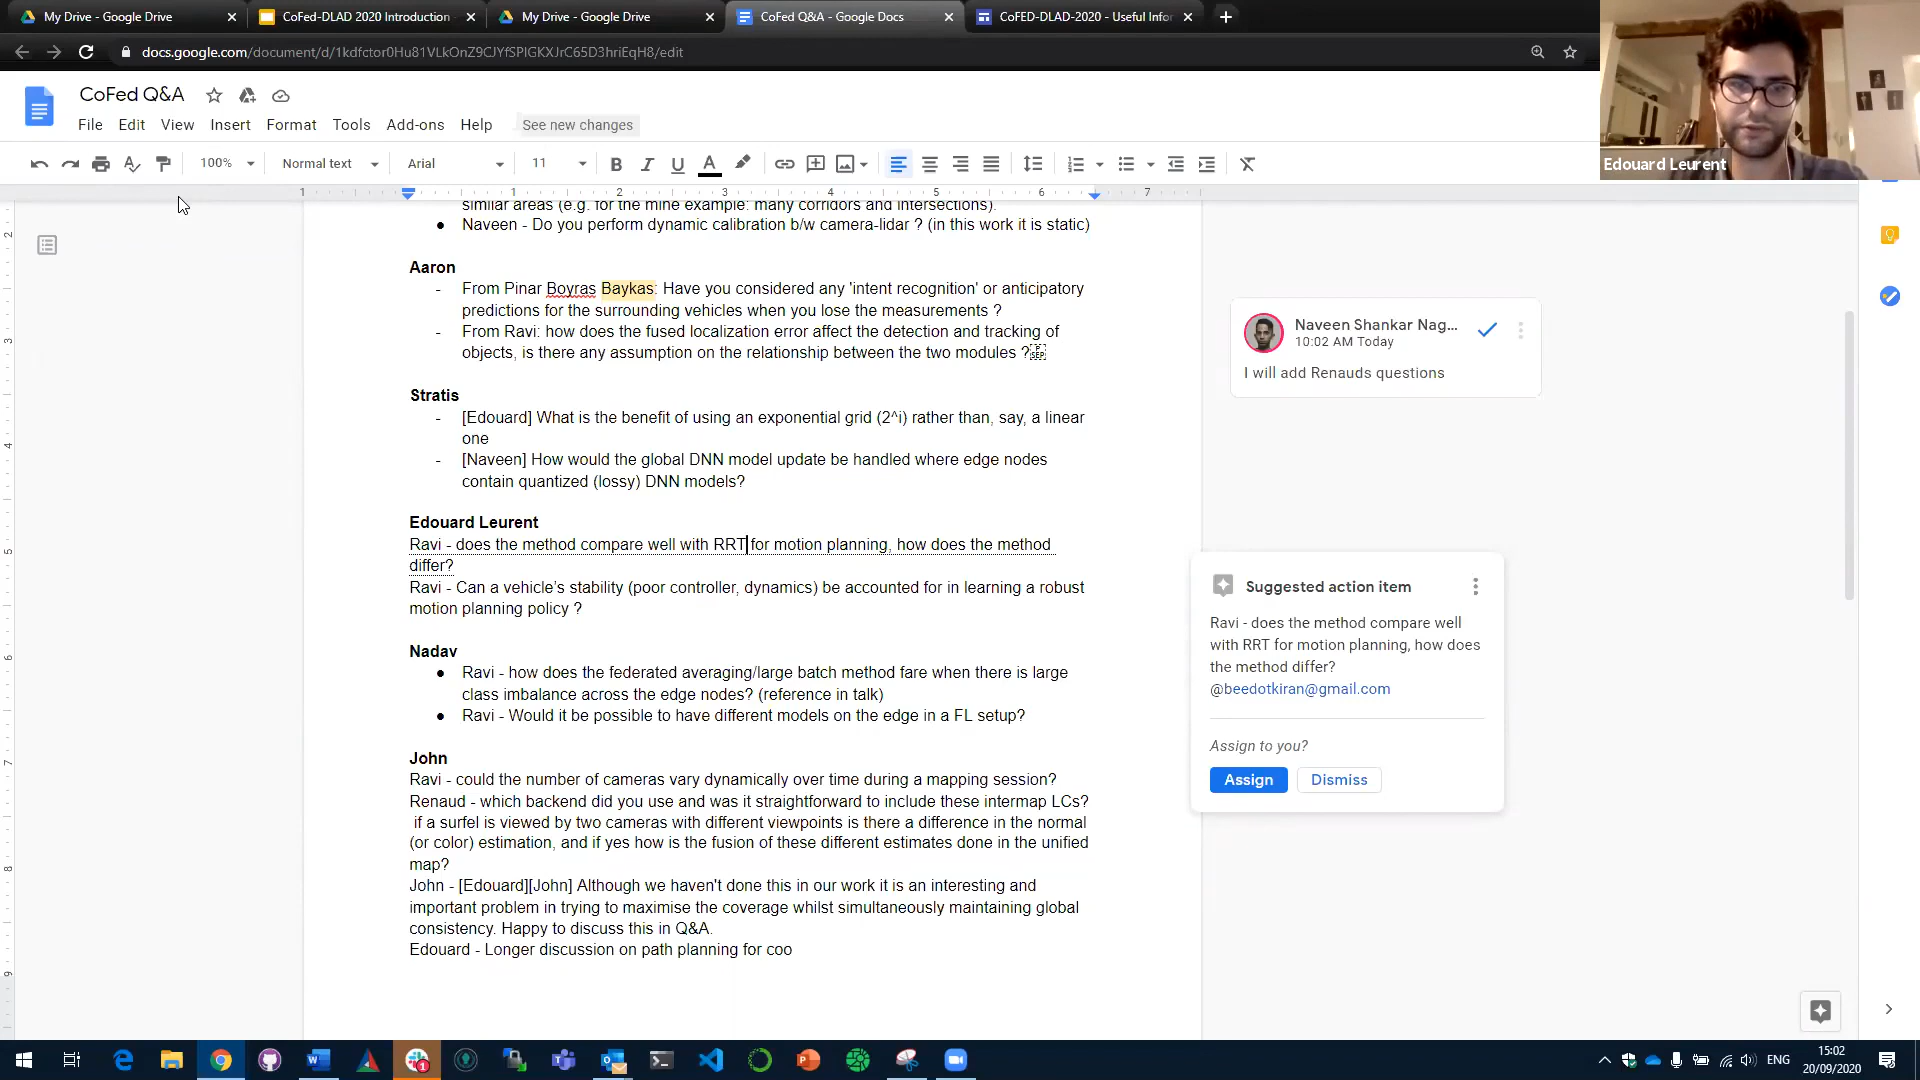 My Drive - Google Drive
CoFed-DLAD 2020 Introduction
My Drive - Google Drive
CoFed Q&A - Google Docs
CoFED-DLAD-2020 - Useful Infor
docs.google.com/document/d/1kdfctor0Hu81VLkOnZ9CJYfSPIGKXJrC65D3hriEqH8/edit
CoFed Q&A
File Edit View Insert Format Tools Add-ons Help See new changes
100% Normal text Arial 11 B I U A
1 1 2 3 4 5 6 7
similar areas (e.g. for the mine example: many corridors and intersections).
● Naveen - Do you perform dynamic calibration b/w camera-lidar ? (in this work it is static)
Aaron
- From Pinar Boyras Baykas: Have you considered any 'intent recognition' or anticipatory
predictions for the surrounding vehicles when you lose the measurements ?
- From Ravi: how does the fused localization error affect the detection and tracking of
objects, is there any assumption on the relationship between the two modules ?
Stratis
- [Edouard] What is the benefit of using an exponential grid (2^i) rather than, say, a linear
one
- [Naveen] How would the global DNN model update be handled where edge nodes
contain quantized (lossy) DNN models?
Edouard Leurent
Ravi - does the method compare well with RRT for motion planning, how does the method
differ?
Ravi - Can a vehicle's stability (poor controller, dynamics) be accounted for in learning a robust
motion planning policy ?
Nadav
● Ravi - how does the federated averaging/large batch method fare when there is large
class imbalance across the edge nodes? (reference in talk)
● Ravi - Would it be possible to have different models on the edge in a FL setup?
John
Ravi - could the number of cameras vary dynamically over time during a mapping session?
Renaud - which backend did you use and was it straightforward to include these intermap LCs?
if a surfel is viewed by two cameras with different viewpoints is there a difference in the normal
(or color) estimation, and if yes how is the fusion of these different estimates done in the unified
map?
John - [Edouard][John] Although we haven't done this in our work it is an interesting and
important problem in trying to maximise the coverage whilst simultaneously maintaining global
consistency. Happy to discuss this in Q&A.
Edouard - Longer discussion on path planning for coo
Naveen Shankar Nag...
10:02 AM Today
I will add Renauds questions
Suggested action item
Ravi - does the method compare well
with RRT for motion planning, how does
the method differ?
@beedotkiran@gmail.com
Assign to you?
Assign Dismiss
Edouard Leurent
2
3
4
5
6
7
8
9
ENG
15:02
20/09/2020